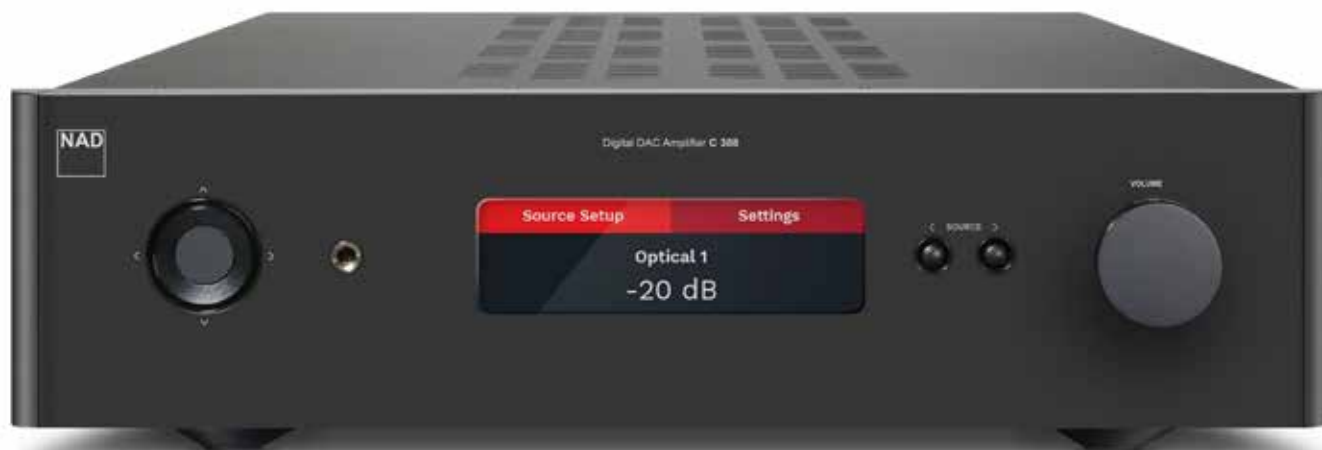 NAD
Digital DAC Amplifier C 388
VOLUME
Source Setup Settings
< SOURCE >
Optical 1
-20 dB